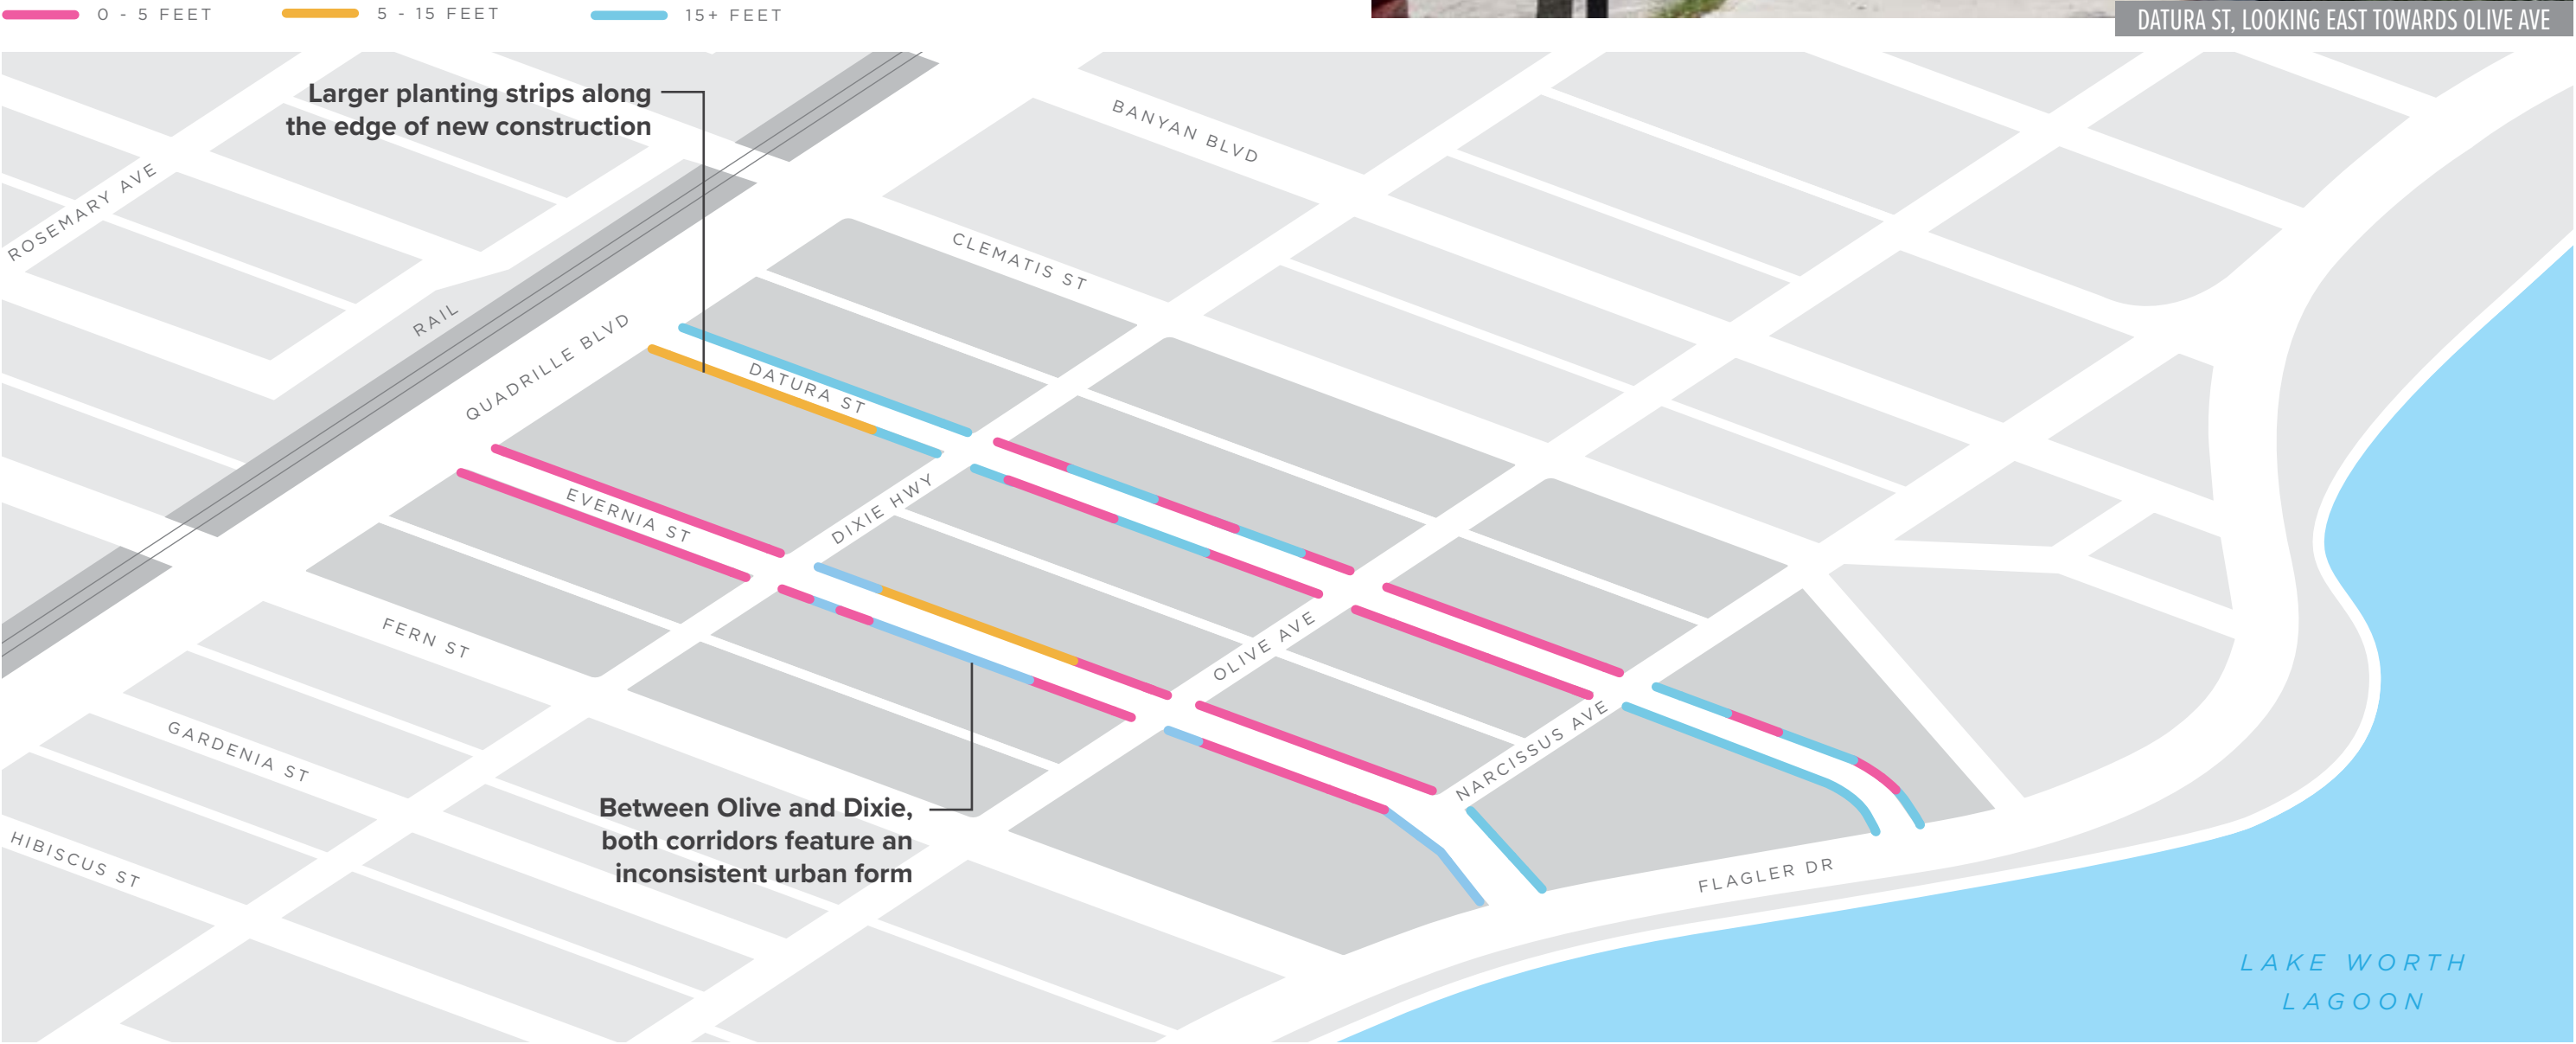 0 - 5 FEET
5 - 15 FEET
15+ FEET
DATURA ST, LOOKING EAST TOWARDS OLIVE AVE
Larger planting strips along
the edge of new construction
BANYAN BLVD
ROSEMARY AVE
CLEMATIS ST
RAIL
QUADRILLE BLVD
DATURA ST
EVERNIA ST
DIXIE HWY
FERN ST
OLIVE AVE
GARDENIA ST
NARCISSUS AVE
Between Olive and Dixie,
both corridors feature an
inconsistent urban form
HIBISCUS ST
FLAGLER DR
LAKE WORTH
LAGOON